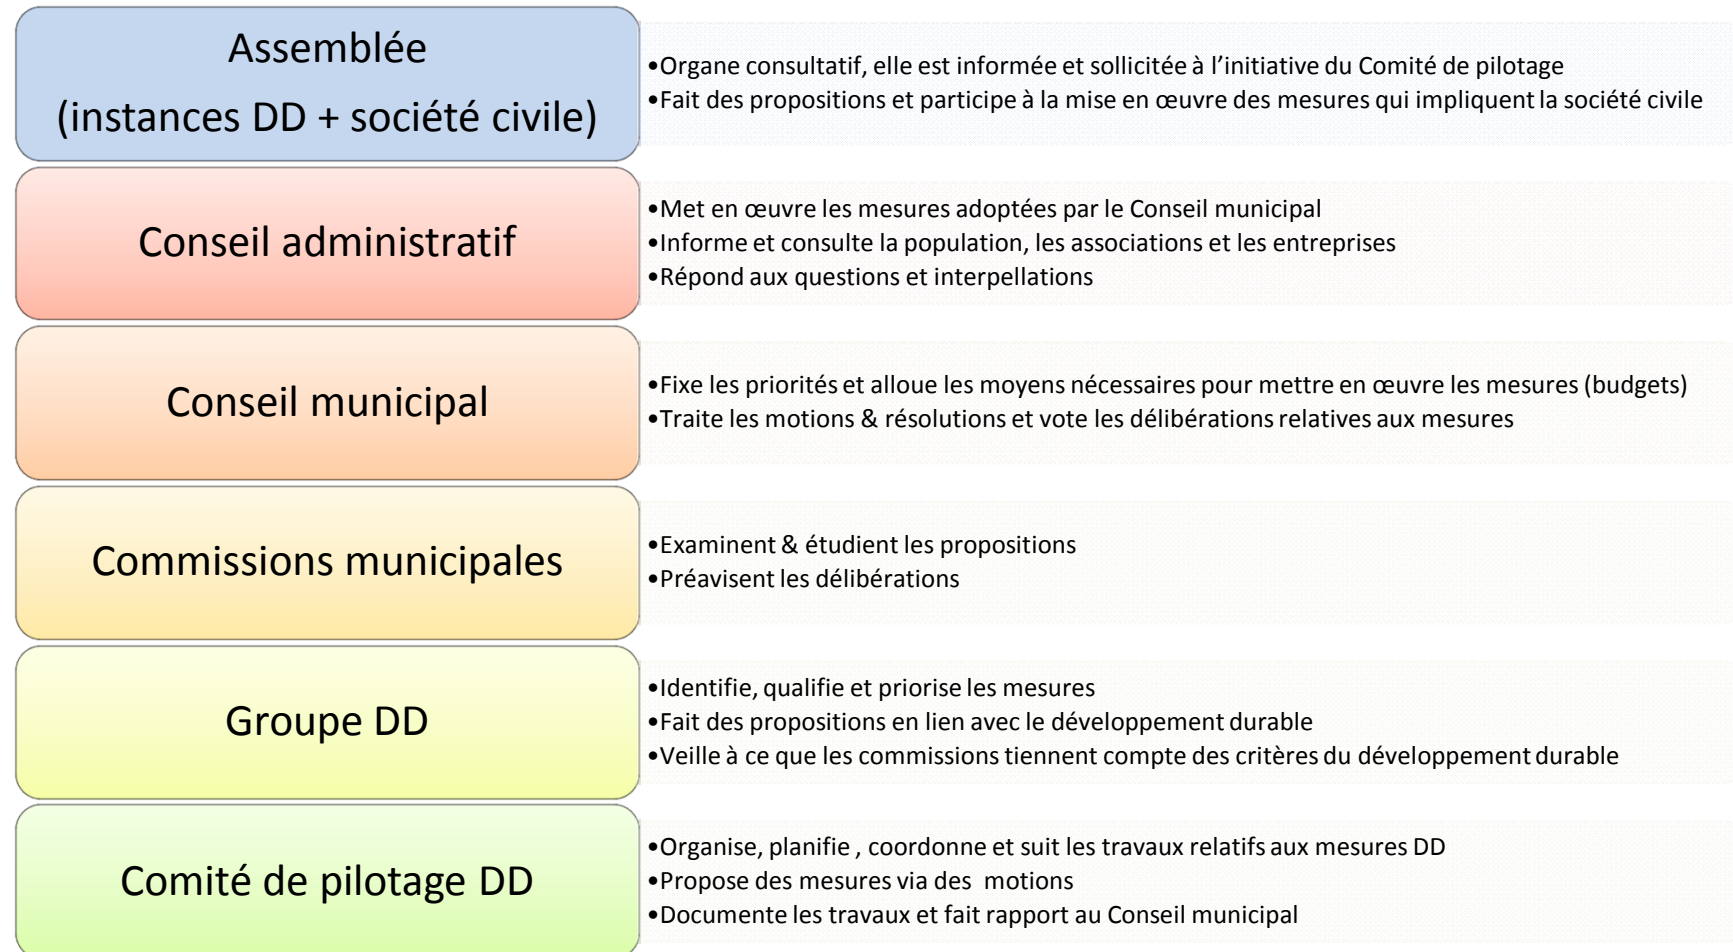 Assemblée
(instances DD + société civile)
•Organe consultatif, elle est informée et sollicitée à l’initiative du Comité de pilotage
•Fait des propositions et participe à la mise en œuvre des mesures qui impliquent la société civile
Conseil administratif
•Met en œuvre les mesures adoptées par le Conseil municipal
•Informe et consulte la population, les associations et les entreprises
•Répond aux questions et interpellations
Conseil municipal
•Fixe les priorités et alloue les moyens nécessaires pour mettre en œuvre les mesures (budgets)
•Traite les motions & résolutions et vote les délibérations relatives aux mesures
Commissions municipales
•Examinent & étudient les propositions
•Préavisent les délibérations
Groupe DD
•Identifie, qualifie et priorise les mesures
•Fait des propositions en lien avec le développement durable
•Veille à ce que les commissions tiennent compte des critères du développement durable
Comité de pilotage DD
•Organise, planifie , coordonne et suit les travaux relatifs aux mesures DD
•Propose des mesures via des motions
•Documente les travaux et fait rapport au Conseil municipal